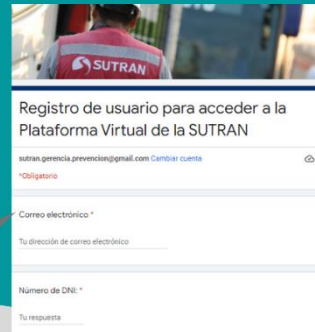 SUTRAN
Registro de usuario para acceder a la
Plataforma Virtual de la SUTRAN
sutran.gerencia.prevencion@gmail.com Cambiar cuenta
*Obligatorio
Correo electrónico *
Tu dirección de correo electrónico
Número de DNI: *
Tu respuesta